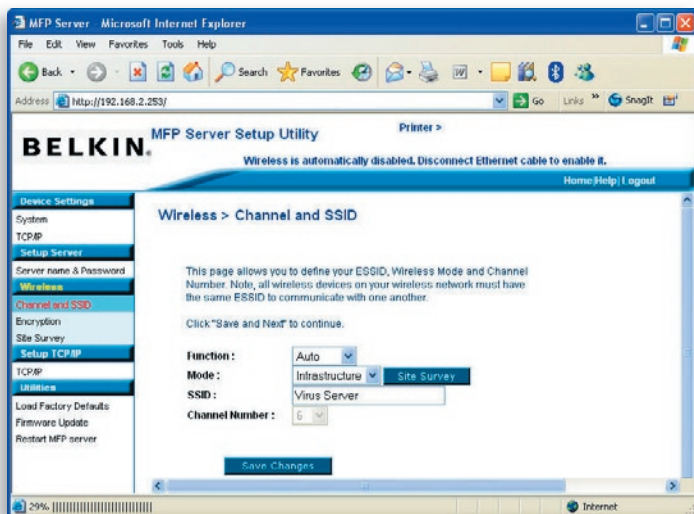 MFP Server - Microsoft Internet Explorer
File Edit View Favorites Tools Help
Back Search Favorites
Address http://192.168.2.253/ Go Links » SnagIt
BELKIN. MFP Server Setup Utility Printer >
Wireless is automatically disabled. Disconnect Ethernet cable to enable it.
Home|Help| Logout
Device Settings
System
TCP/IP
Setup Server
Server name & Password
Wireless
Channel and SSID
Encryption
Site Survey
Setup TCP/IP
TCP/IP
Utilities
Load Factory Defaults
Firmware Update
Restart MFP server
Wireless > Channel and SSID
This page allows you to define your ESSID, Wireless Mode and Channel
Number. Note, all wireless devices on your wireless network must have
the same ESSID to communicate with one another.
Click "Save and Next" to continue.
Function : Auto
Mode : Infrastructure Site Survey
SSID : Virus Server
Channel Number : 6
Save Changes
29% Internet